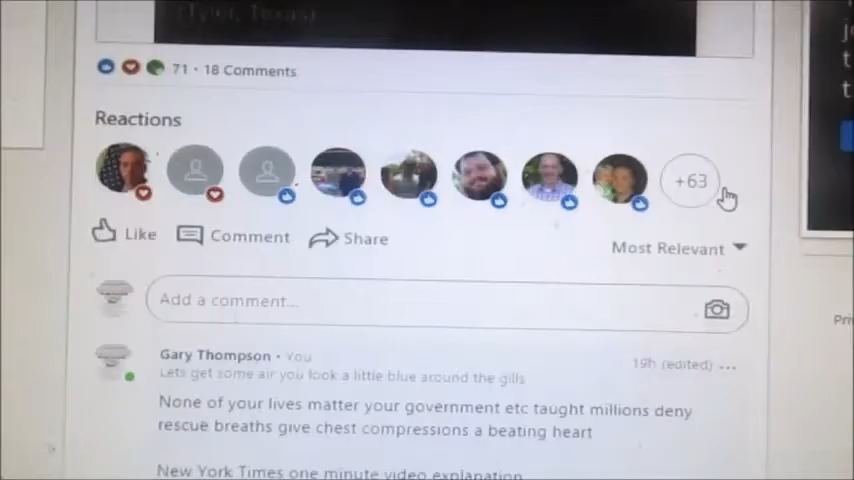 (Tyler, Texas)
71 · 18 Comments
Reactions
+63
Like Comment Share
Most Relevant
Add a comment...
Gary Thompson • You
19h (edited) ...
Lets get some air you look a little blue around the gills
None of your lives matter your government etc taught millions deny
rescue breaths give chest compressions a beating heart
New York Times one minute video explanation